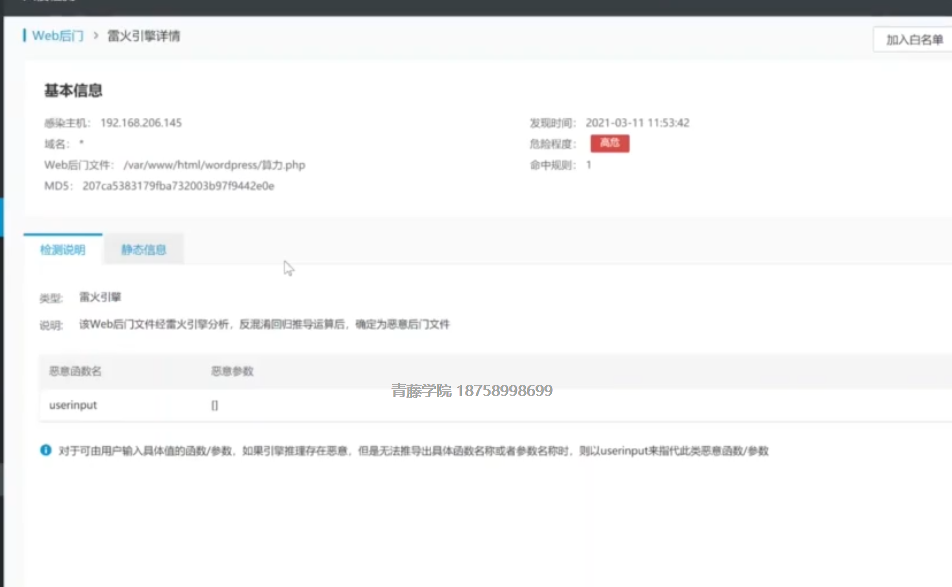 Web后门 > 雷火引擎详情
加入白名单
基本信息
感染主机： 192.168.206.145
发现时间： 2021-03-11 11:53:42
域名： *
危险程度： 高危
Web后门文件： /var/www/html/wordpress/算力.php
命中规则： 1
MD5： 207ca5383179fba732003b97f9442e0e
检测说明 静态信息
类型： 雷火引擎
说明： 该Web后门文件经雷火引擎分析，反混淆回归推导运算后，确定为恶意后门文件
恶意函数名 恶意参数
青藤学院 18758998699
userinput []
对于可由用户输入具体值的函数/参数，如果引擎推理存在恶意，但是无法推导出具体函数名称或者参数名称时，则以userinput来指代此类恶意函数/参数